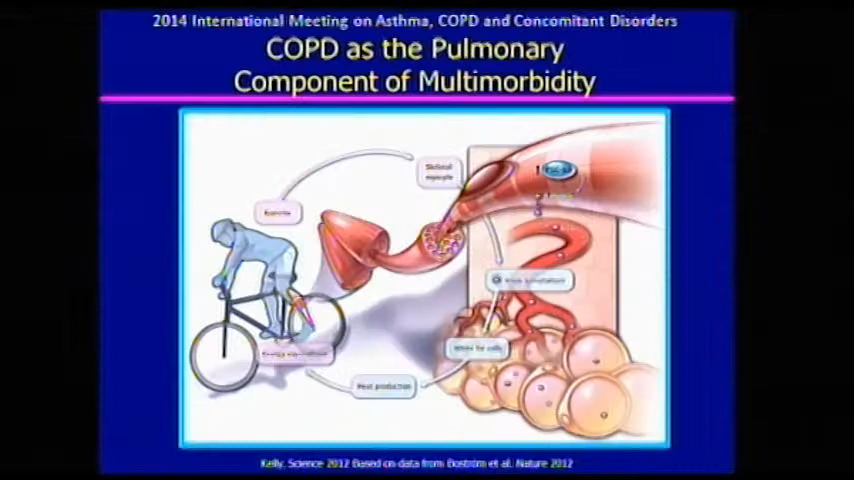 2014 International Meeting on Asthma, COPD and Concomitant Disorders
COPD as the Pulmonary
Component of Multimorbidity
Skeletal
myocyte
Exercise
White fat cells
Heat production
Kelly. Science 2012 Based on data from Boström et al. Nature 2012